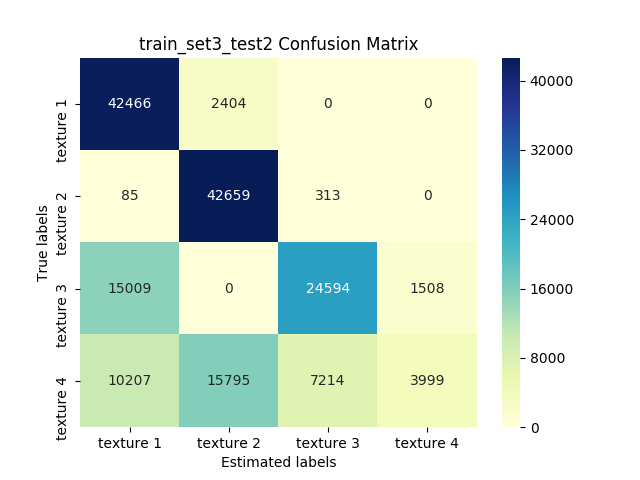 train_set3_test2 Confusion Matrix
True labels
texture 1
42466 2404 0 0
texture 2
85 42659 313 0
texture 3
15009 0 24594 1508
texture 4
10207 15795 7214 3999
texture 1 texture 2 texture 3 texture 4
Estimated labels
40000
32000
24000
16000
8000
0